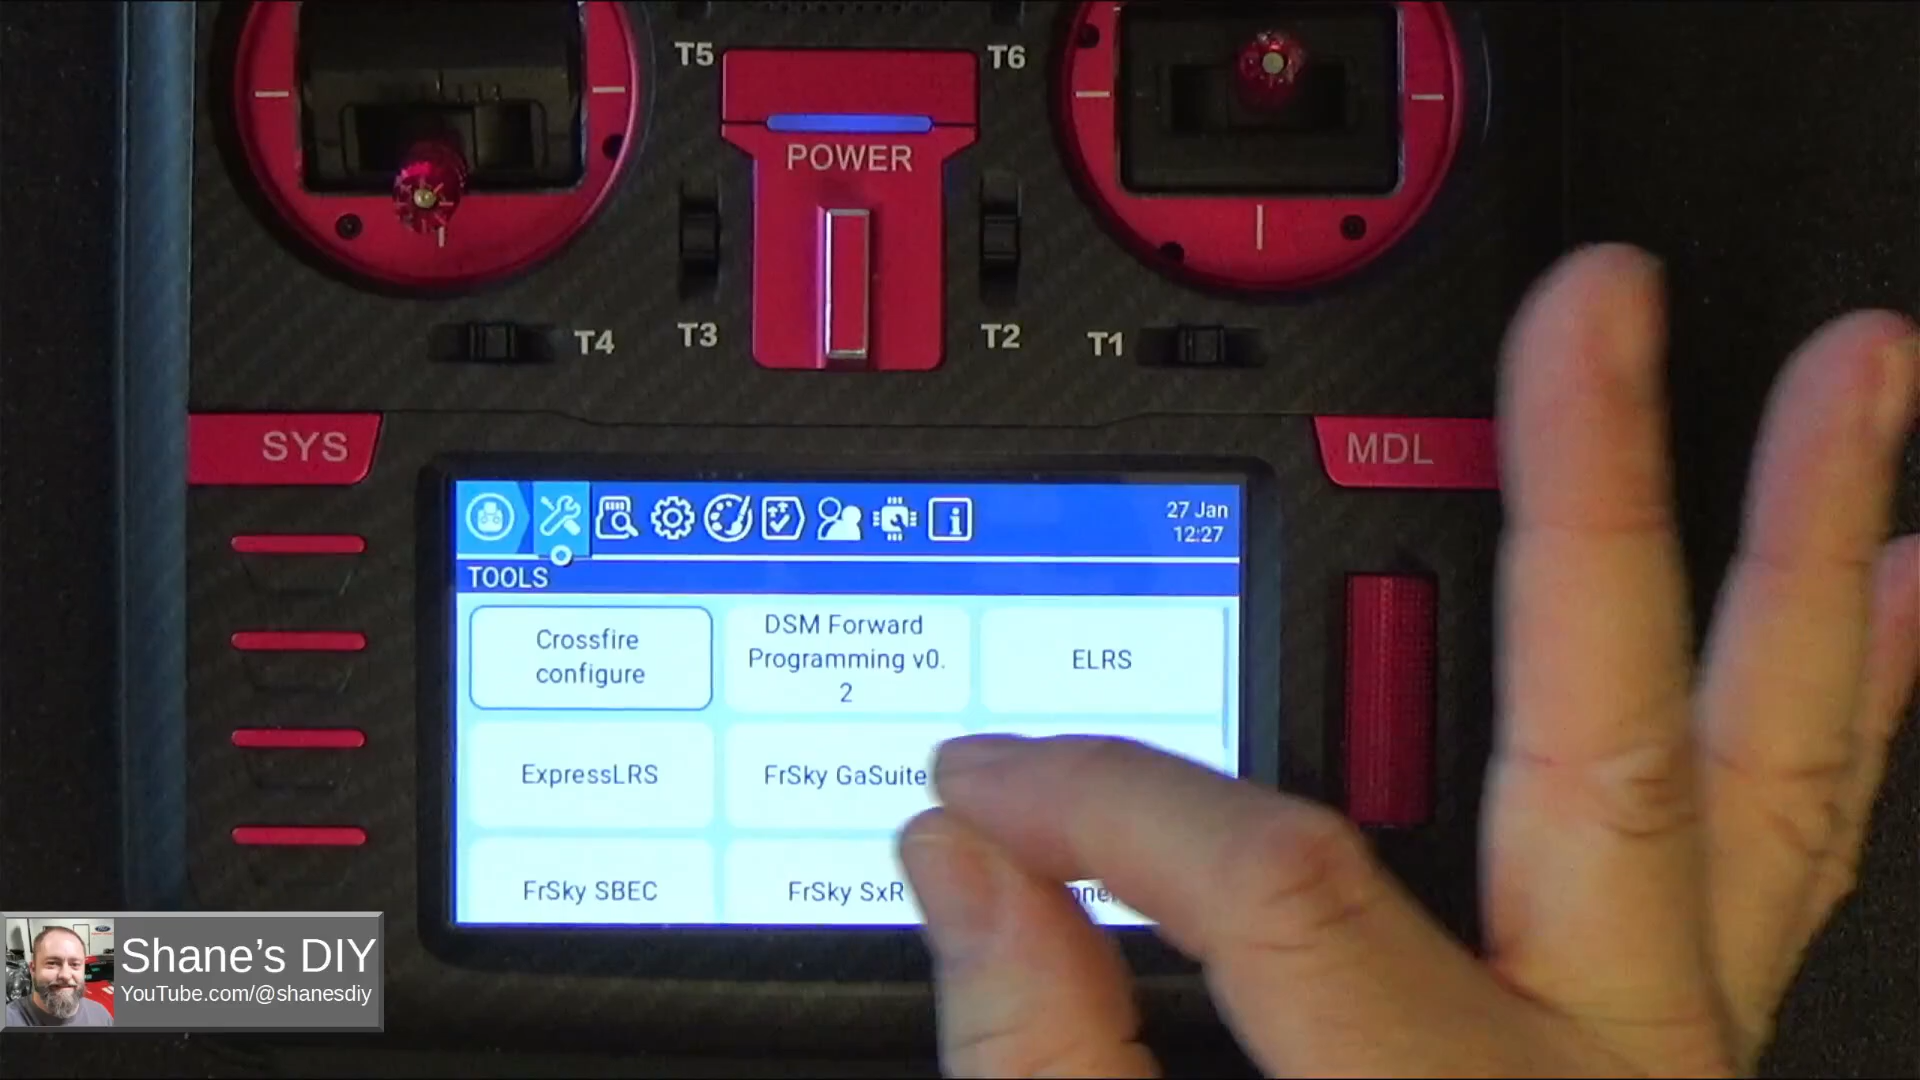 T5
T6
POWER
T4
T3
T2
T1
SYS
MDL
27 Jan
12:27
TOOLS
Crossfire
configure
DSM Forward
Programming v0.
2
ELRS
ExpressLRS
FrSky GaSuite
FrSky SBEC
FrSky SxR
Shane's DIY
YouTube.com/@shanesdiy